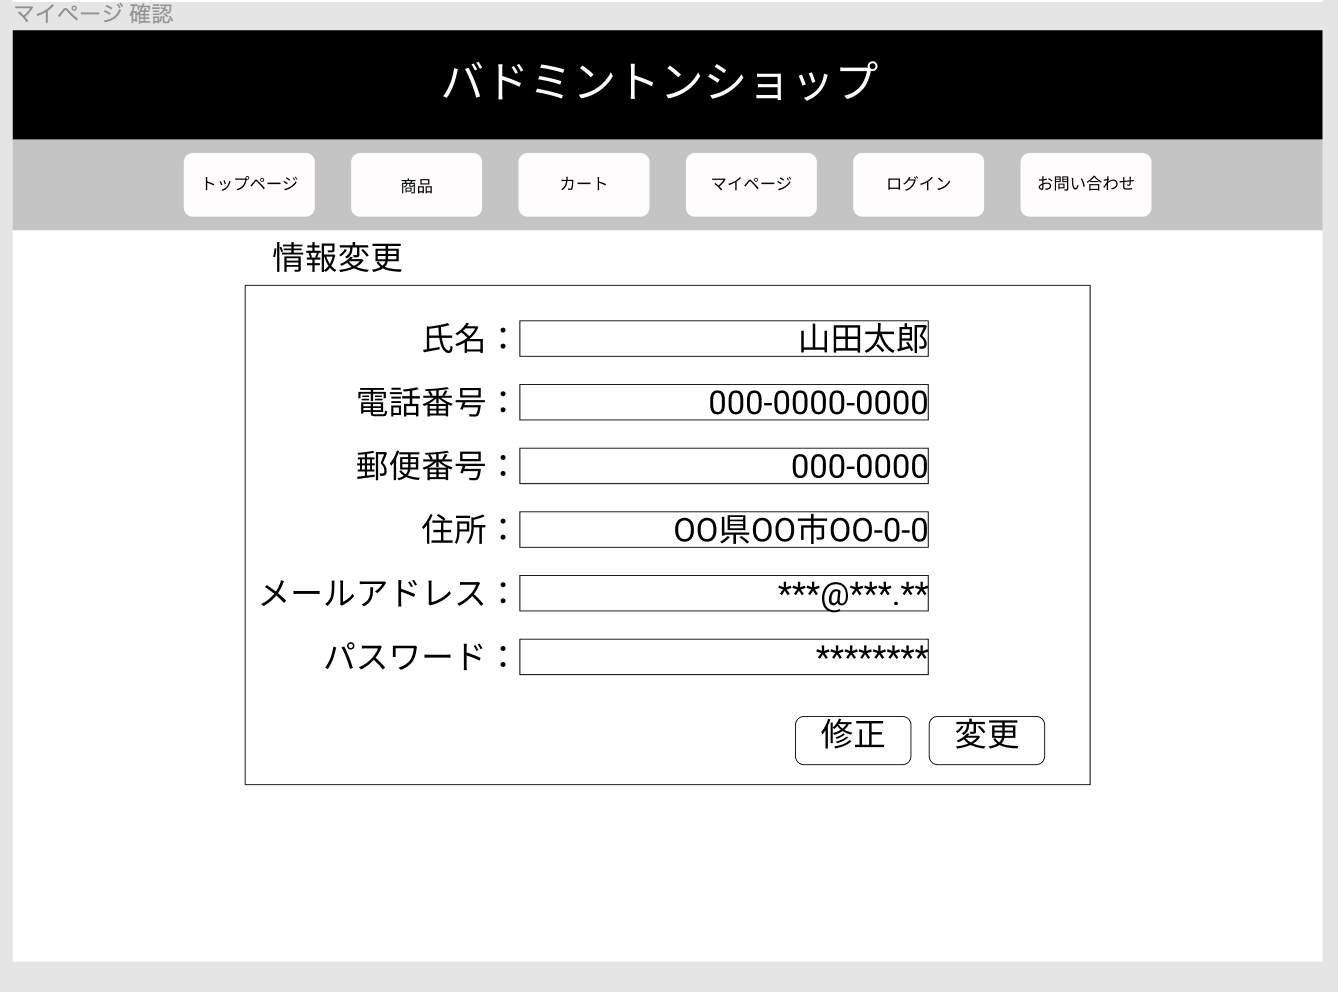 マイページ 確認
バドミントンショップ
トップページ 商品 カート マイページ ログイン お問い合わせ
情報変更
氏名： 山田太郎
電話番号： 000-0000-0000
郵便番号： 000-0000
住所： OO県OO市OO-0-0
メールアドレス： ***@***.**
パスワード： ********
修正 変更